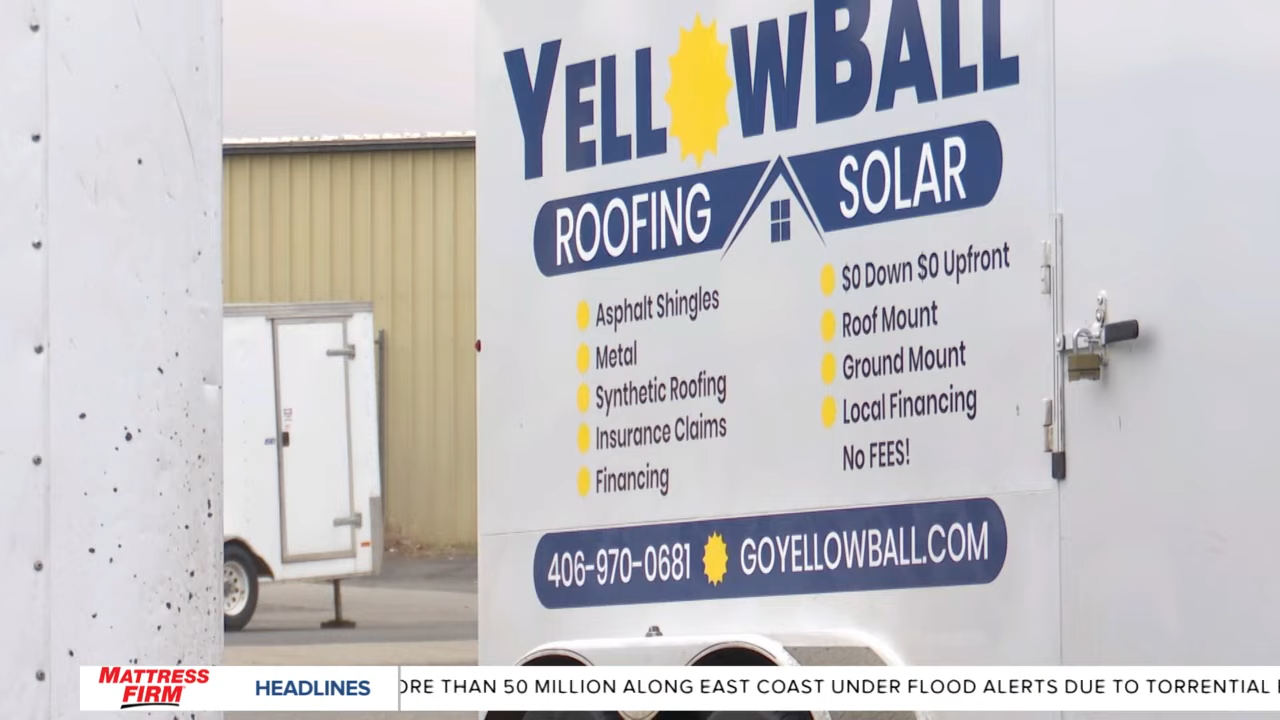 YELLOWBALL
ROOFING
SOLAR
Asphalt Shingles
Metal
Synthetic Roofing
Insurance Claims
Financing
$0 Down $0 Upfront
Roof Mount
Ground Mount
Local Financing
No FEES!
406-970-0681 GOYELLOWBALL.COM
MATTRESS
FIRM
HEADLINES
ORE THAN 50 MILLION ALONG EAST COAST UNDER FLOOD ALERTS DUE TO TORRENTIAL